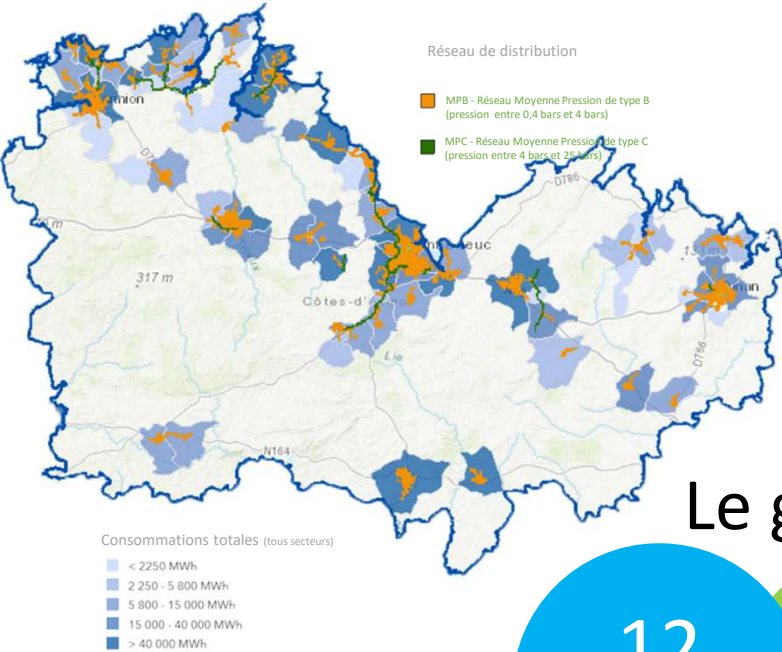 Réseau de distribution
MPB - Réseau Moyenne Pression de type B
(pression entre 0,4 bars et 4 bars)
MPC - Réseau Moyenne Pression de type C
(pression entre 4 bars et 25 bars)
D786
317 m
Côtes-d'
Lie
D766
N164
Le g
12
Consommations totales (tous secteurs)
< 2250 MWh
2 250 - 5 800 MWh
5 800 - 15 000 MWh
15 000 - 40 000 MWh
> 40 000 MWh